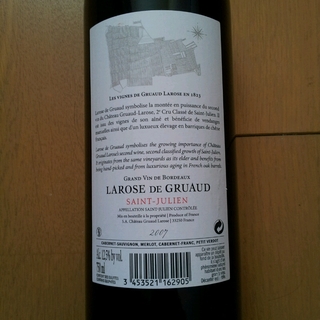 LES VIGNES DE GRUAUD LAROSE EN 1823
Larose de Gruaud symbolise la montée en puissance du second
vin du Château Gruaud-Larose, 2ᵉ Cru Classé de Saint Julien. Il
est issu des vignes de son aîné et bénéficie de vendanges
manuelles ainsi que d'un luxueux élevage en barriques de chêne
français.
Larose de Gruaud symbolizes the growing importance of Château
Gruaud Larose's second wine, second classified growth of Saint-Julien.
It originates from the same vineyards as its elder and benefits from
being hand picked and from luxurious aging in French oak barrels.
GRAND VIN DE BORDEAUX
LAROSE DE GRUAUD
SAINT-JULIEN
APPELLATION SAINT-JULIEN CONTRÔLÉE
Mis en bouteille à la propriété | Product of France
S.A. Château Gruaud Larose | 33250 France
2007
CABERNET SAUVIGNON, MERLOT, CABERNET-FRANC, PETIT VERDOT
Alc 12.5% by vol.
750 ml
3 453521 162905 >